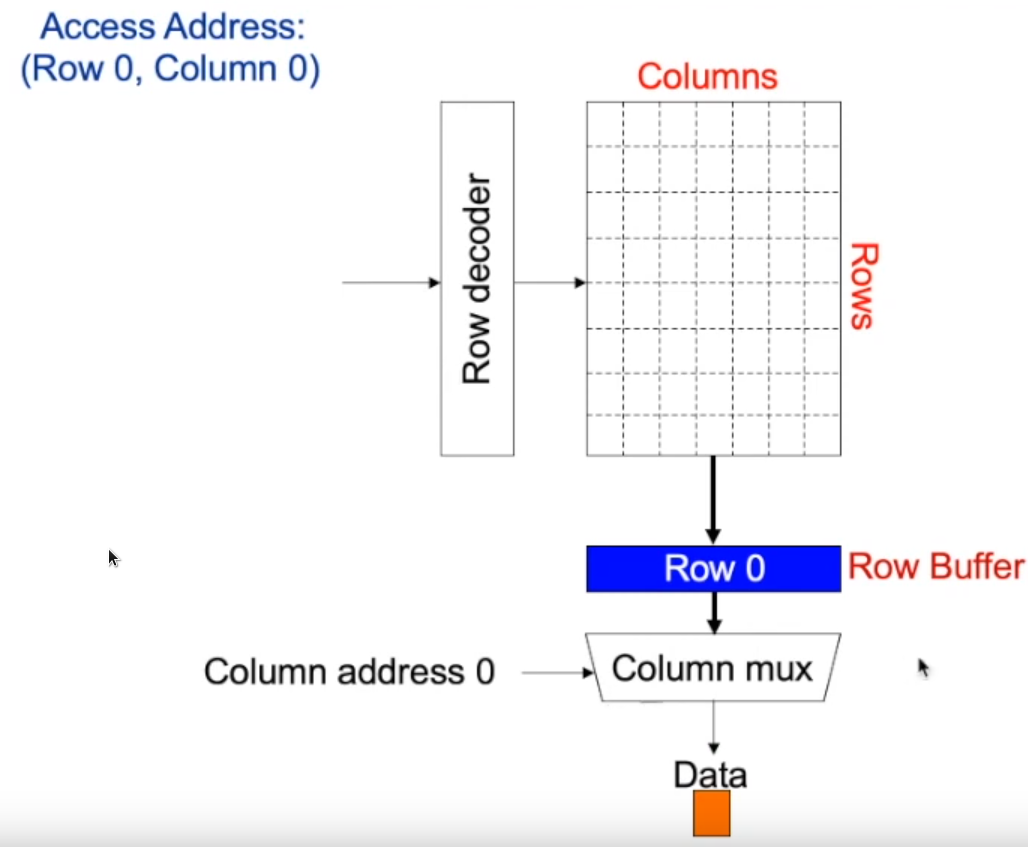 Access Address:
(Row 0, Column 0)
Columns
Row decoder
Rows
Row 0
Row Buffer
Column address 0
Column mux
Data